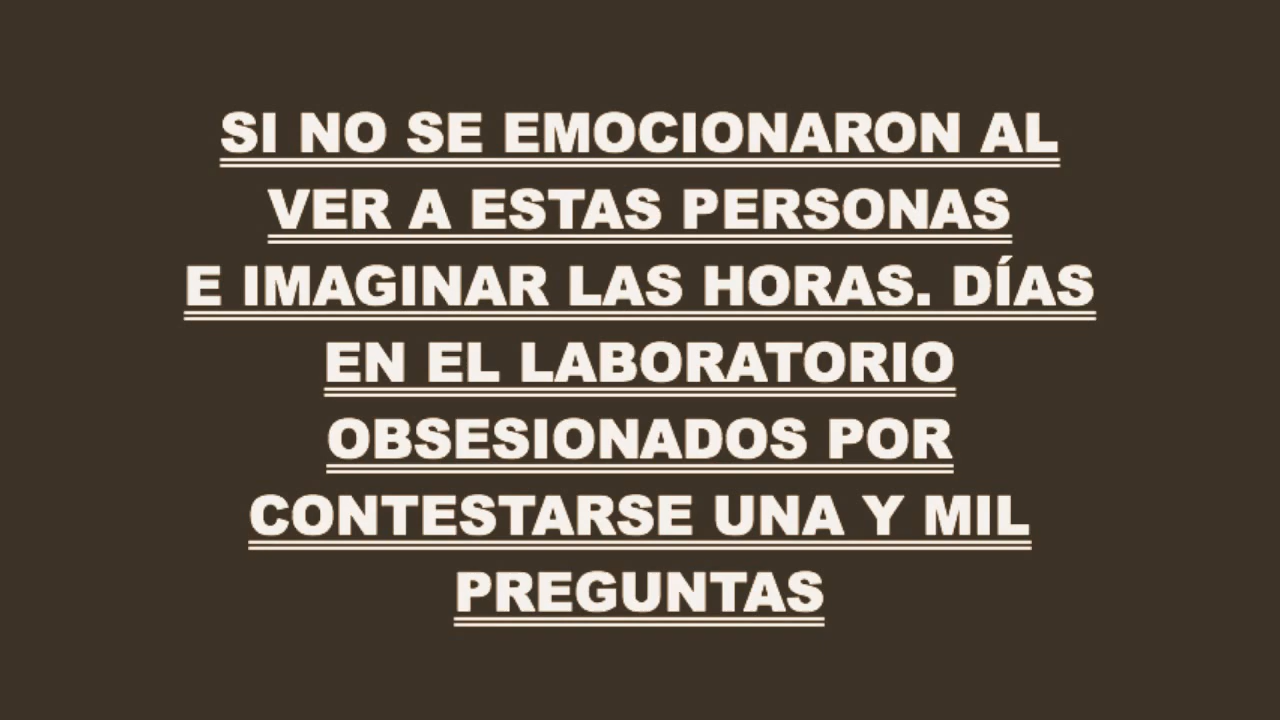 SI NO SE EMOCIONARON AL
VER A ESTAS PERSONAS
E IMAGINAR LAS HORAS. DÍAS
EN EL LABORATORIO
OBSESIONADOS POR
CONTESTARSE UNA Y MIL
PREGUNTAS